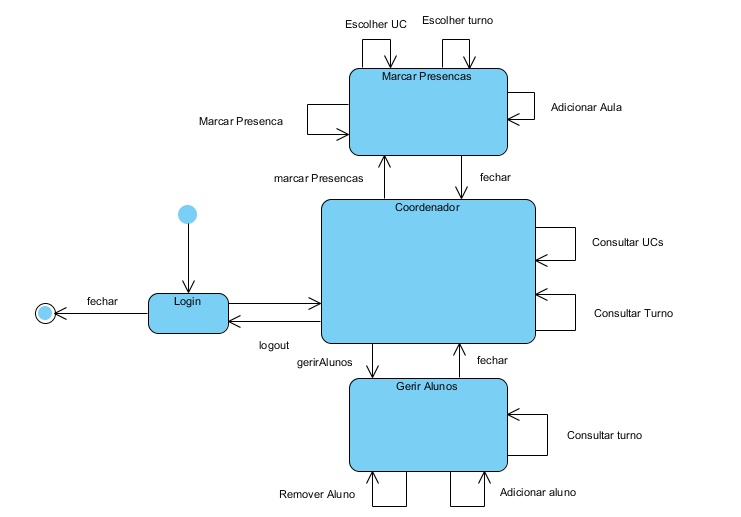 Escolher UC
Escolher turno
Marcar Presencas
Adicionar Aula
Marcar Presenca
marcar Presencas
fechar
Coordenador
Consultar UCs
Login
fechar
Consultar Turno
logout
gerirAlunos
fechar
Gerir Alunos
Consultar turno
Remover Aluno
Adicionar aluno